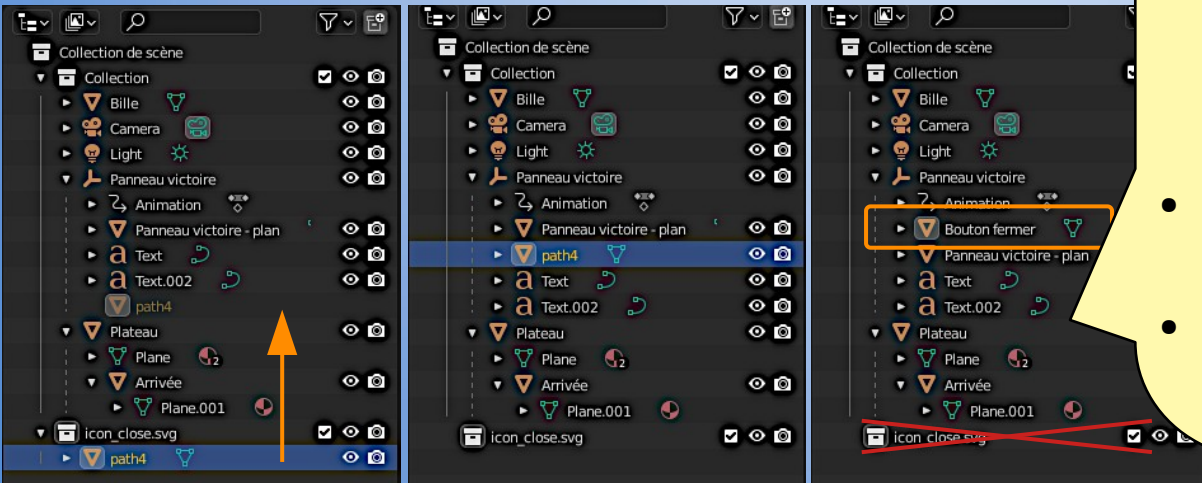 Collection de scène
Collection
Bille
Camera
Light
Panneau victoire
Animation
Panneau victoire - plan
Text
Text.002
path4
Plateau
Plane
2
Arrivée
Plane.001
icon_close.svg
path4
Collection de scène
Collection
Bille
Camera
Light
Panneau victoire
Animation
Panneau victoire - plan
path4
Text
Text.002
Plateau
Plane
2
Arrivée
Plane.001
icon_close.svg
Collection de scène
Collection
Bille
Camera
Light
Panneau victoire
Animation
Bouton fermer
Panneau victoire - plan
Text
Text.002
Plateau
Plane
2
Arrivée
Plane.001
icon_close.svg